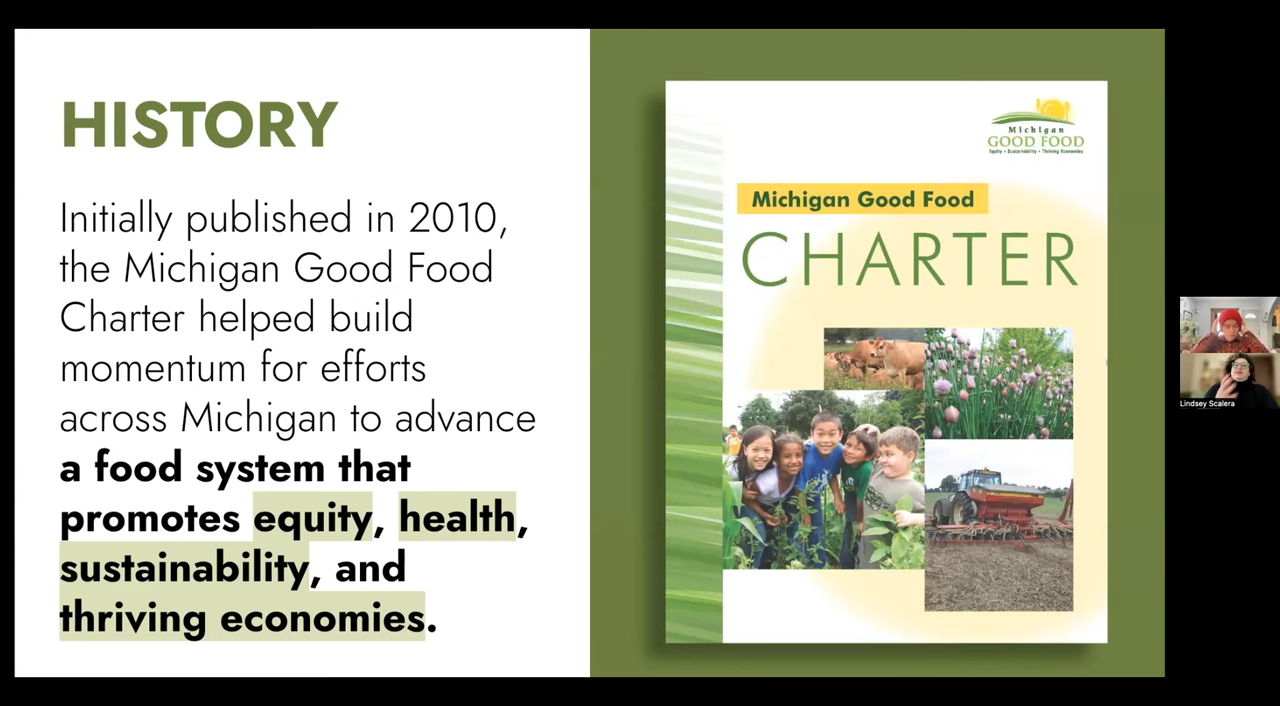 HISTORY
Initially published in 2010,
the Michigan Good Food
Charter helped build
momentum for efforts
across Michigan to advance
a food system that
promotes equity, health,
sustainability, and
thriving economies.
Michigan
GOOD FOOD
Equity • Sustainability • Thriving Economies
Michigan Good Food
CHARTER
Lindsey Scalera